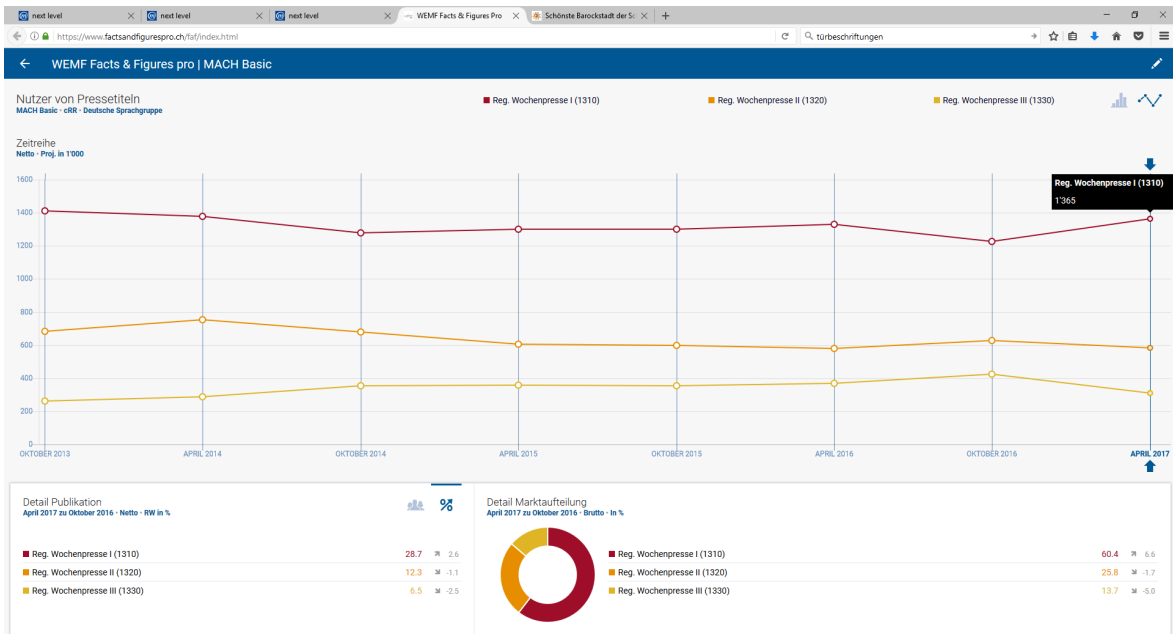 next level
next level
next level
WEMF Facts & Figures Pro
Schönste Barockstadt der Sc
https://www.factsandfigurespro.ch/faf/index.html
türbeschriftungen
WEMF Facts & Figures pro | MACH Basic
Nutzer von Pressetiteln
MACH Basic - cRR - Deutsche Sprachgruppe
Reg. Wochenpresse I (1310)
Reg. Wochenpresse II (1320)
Reg. Wochenpresse III (1330)
Zeitreihe
Netto - Proj. in 1'000
Reg. Wochenpresse I (1310)
1'365
1600
1400
1200
1000
800
600
400
200
0
OKTOBER 2013
APRIL 2014
OKTOBER 2014
APRIL 2015
OKTOBER 2015
APRIL 2016
OKTOBER 2016
APRIL 2017
Detail Publikation
April 2017 zu Oktober 2016 - Netto - RW in %
Reg. Wochenpresse I (1310) 28.7 2.6
Reg. Wochenpresse II (1320) 12.3 -1.1
Reg. Wochenpresse III (1330) 6.5 -2.5
Detail Marktaufteilung
April 2017 zu Oktober 2016 - Brutto - In %
Reg. Wochenpresse I (1310) 60.4 6.6
Reg. Wochenpresse II (1320) 25.8 -1.7
Reg. Wochenpresse III (1330) 13.7 -5.0